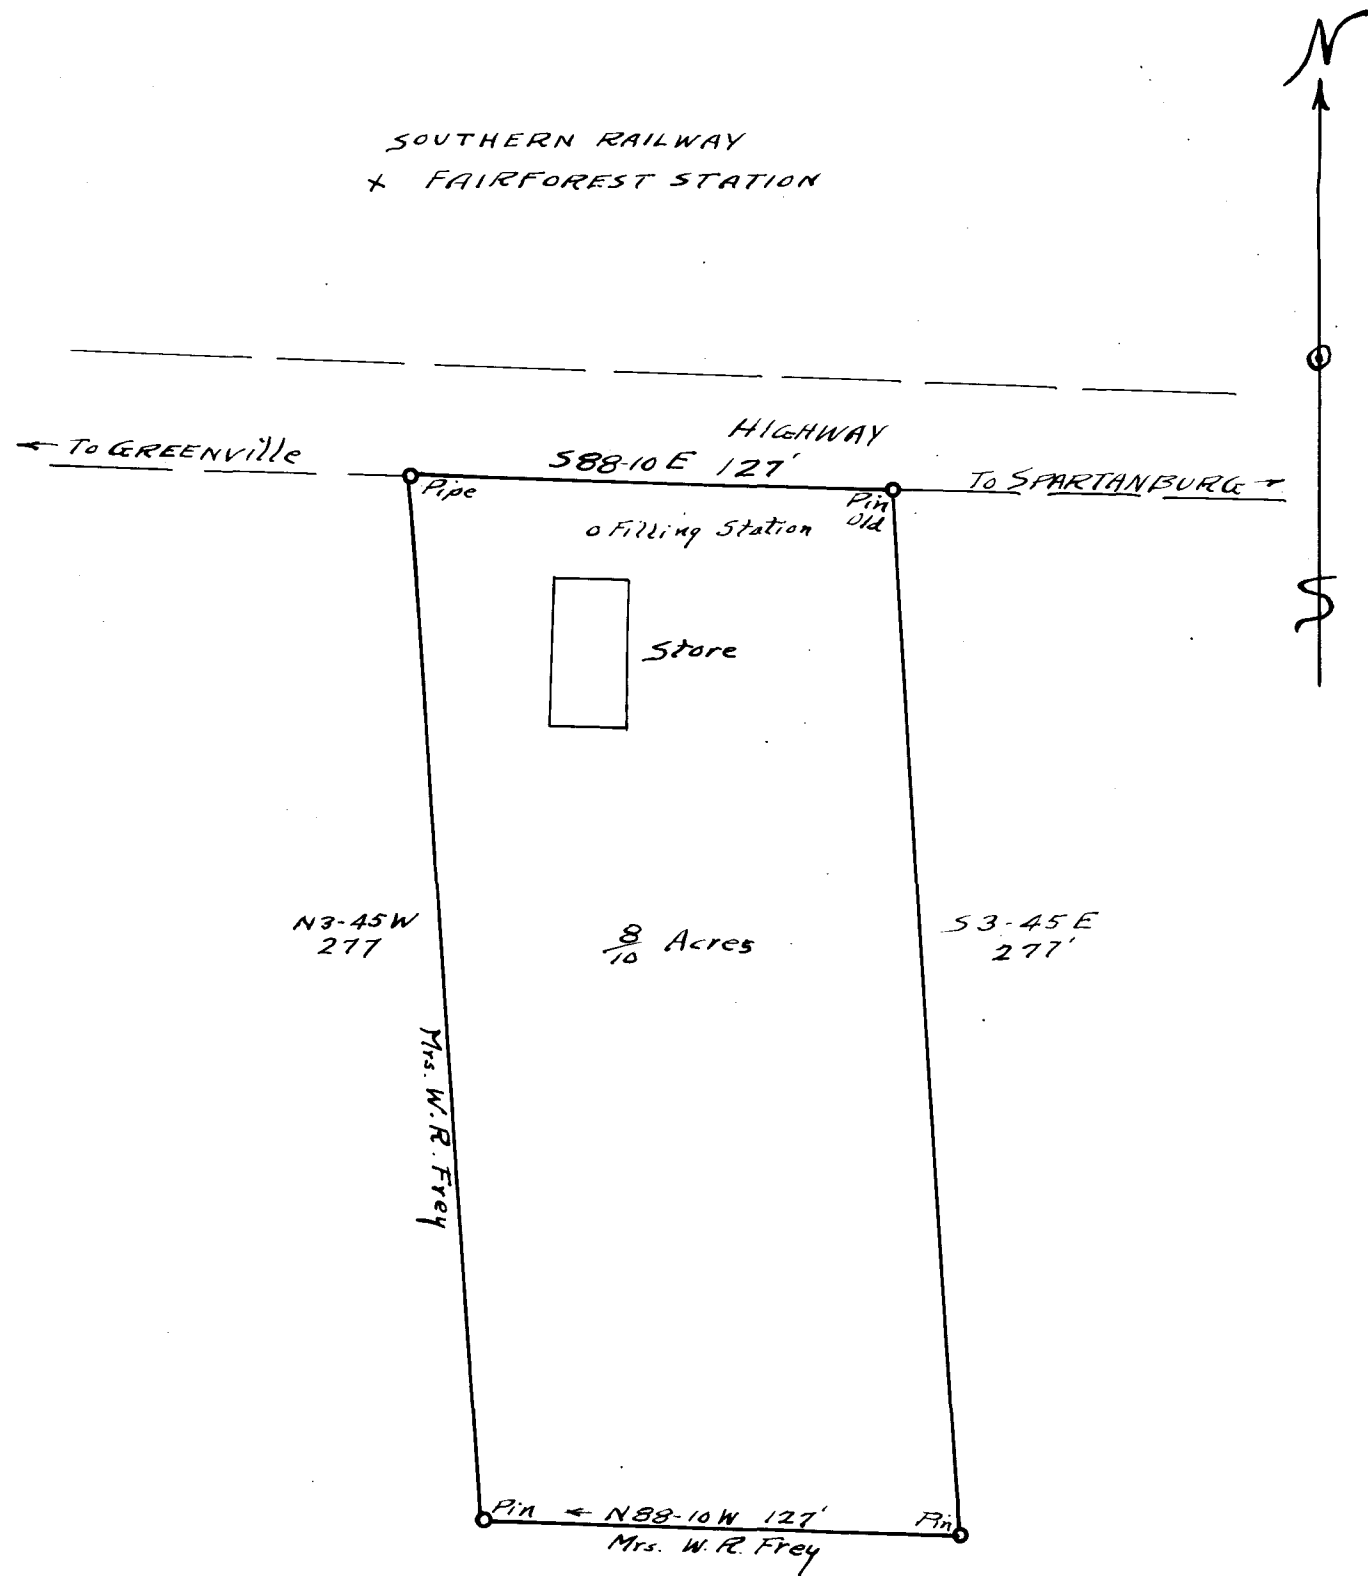 N
SOUTHERN RAILWAY
x FAIRFOREST STATION
HIGHWAY
← To GREENville
S88-10 E 127'
To SPARTANBURG →
Pipe
Pin
Old
o Filling Station
Store
S
N3-45W
277
8/10 Acres
S3-45E
277'
Mrs. W. R. Frey
Pin ← N88-10W 127' Pin
Mrs. W. R. Frey